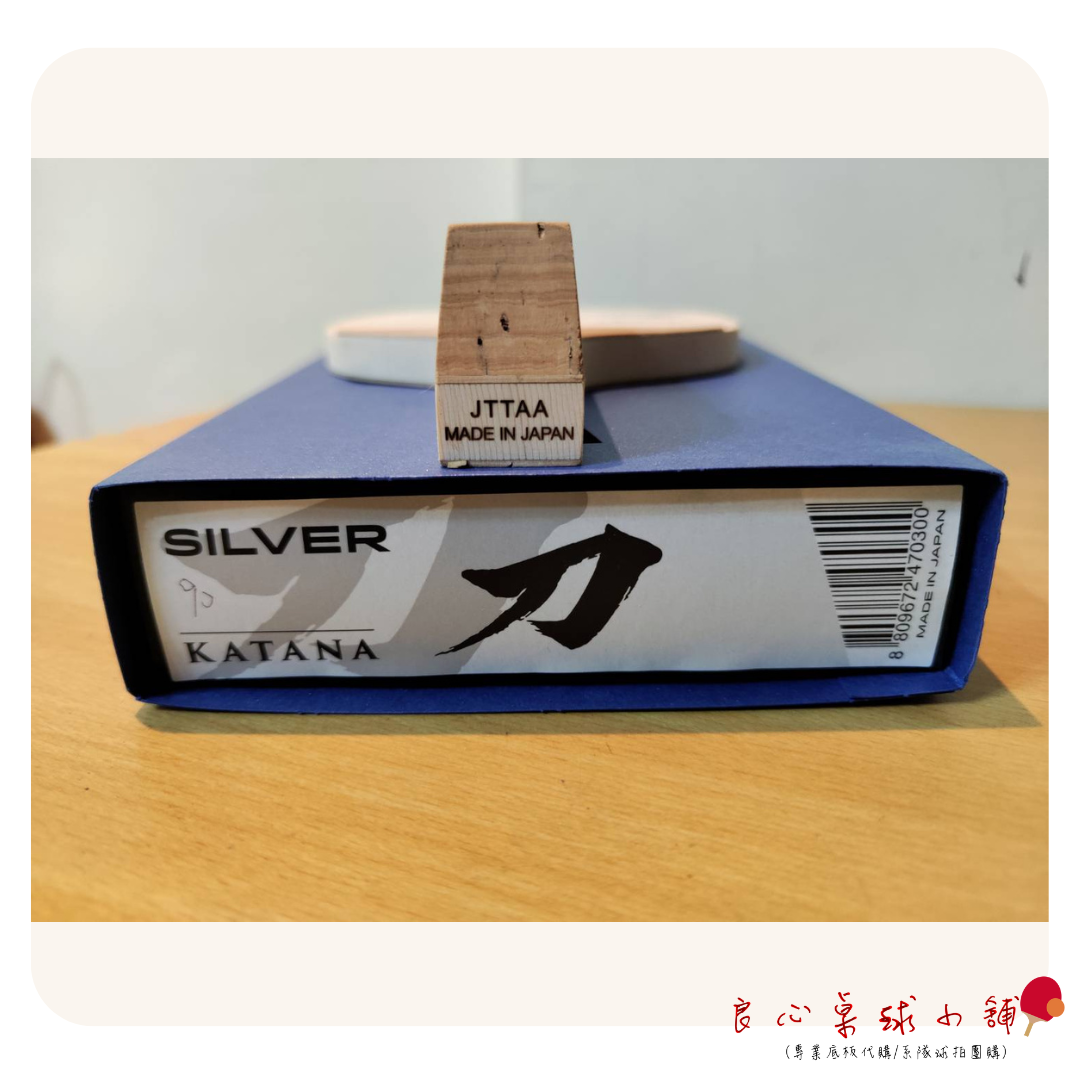 JTTAA
MADE IN JAPAN
SILVER
90
KATANA
刀
8 809672 470300
MADE IN JAPAN
良心桌球小舖
(專業底板代購/系隊球拍團購)